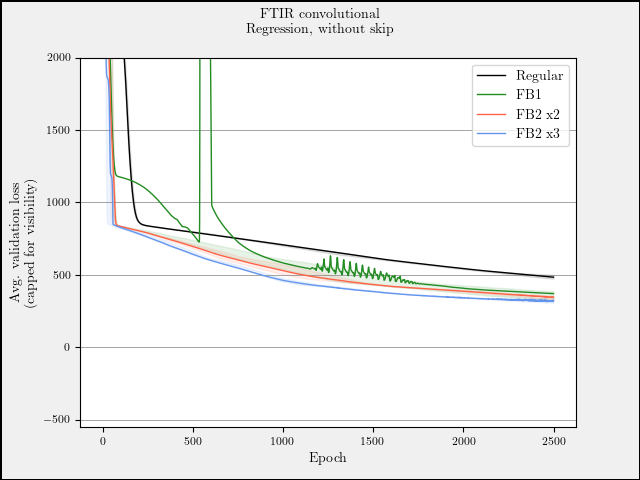 FTIR convolutional
Regression, without skip
Avg. validation loss
(capped for visibility)
2000
1500
1000
500
0
−500
Regular
FB1
FB2 x2
FB2 x3
0 500 1000 1500 2000 2500
Epoch